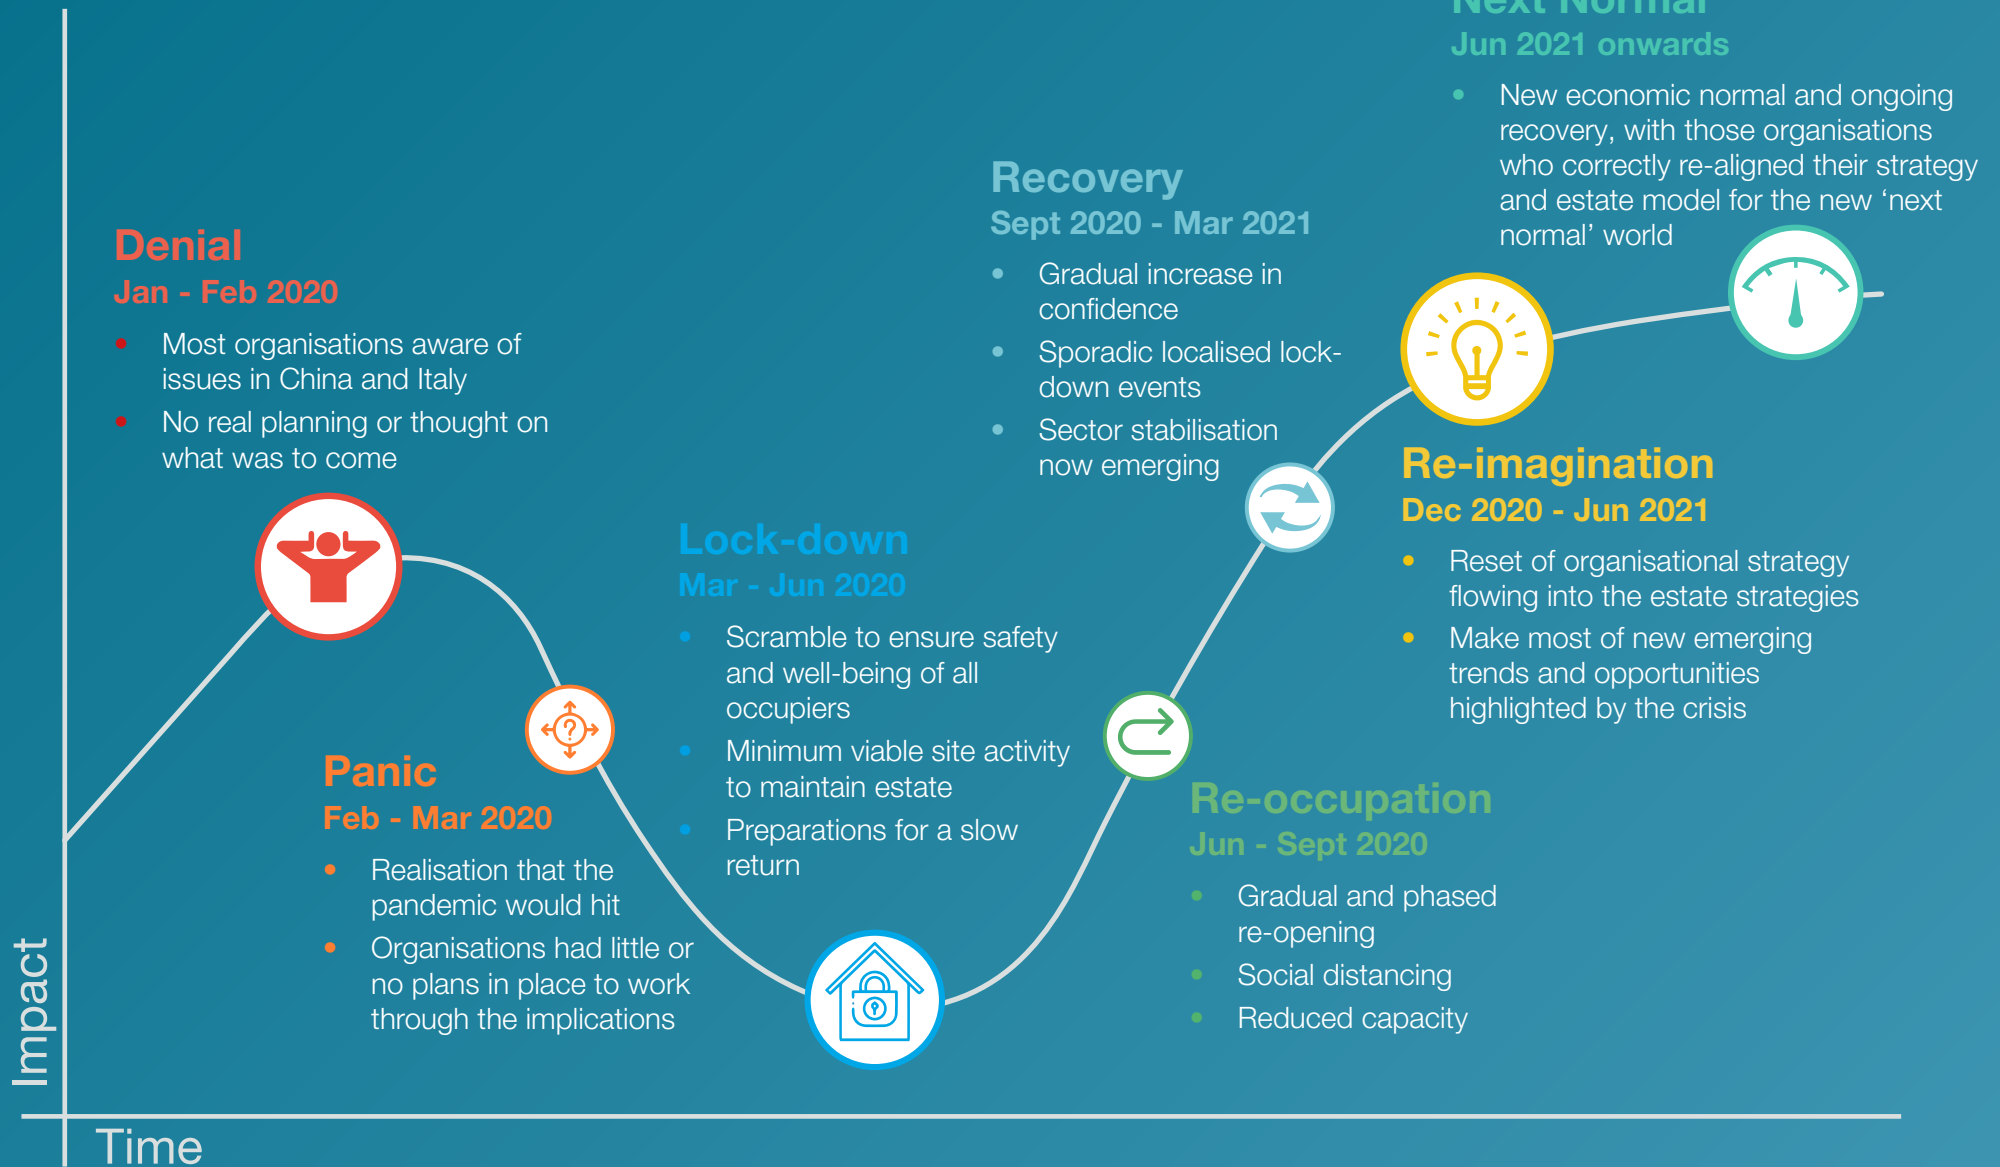 Next Normal
Jun 2021 onwards
• New economic normal and ongoing
recovery, with those organisations
who correctly re-aligned their strategy
and estate model for the new ‘next
normal’ world
Recovery
Sept 2020 - Mar 2021
• Gradual increase in
confidence
• Sporadic localised lock-
down events
• Sector stabilisation
now emerging
Denial
Jan - Feb 2020
• Most organisations aware of
issues in China and Italy
• No real planning or thought on
what was to come
Re-imagination
Dec 2020 - Jun 2021
• Reset of organisational strategy
flowing into the estate strategies
• Make most of new emerging
trends and opportunities
highlighted by the crisis
Lock-down
Mar - Jun 2020
• Scramble to ensure safety
and well-being of all
occupiers
• Minimum viable site activity
to maintain estate
• Preparations for a slow
return
?
Panic
Feb - Mar 2020
• Realisation that the
pandemic would hit
• Organisations had little or
no plans in place to work
through the implications
Re-occupation
Jun - Sept 2020
• Gradual and phased
re-opening
• Social distancing
• Reduced capacity
Impact
Time